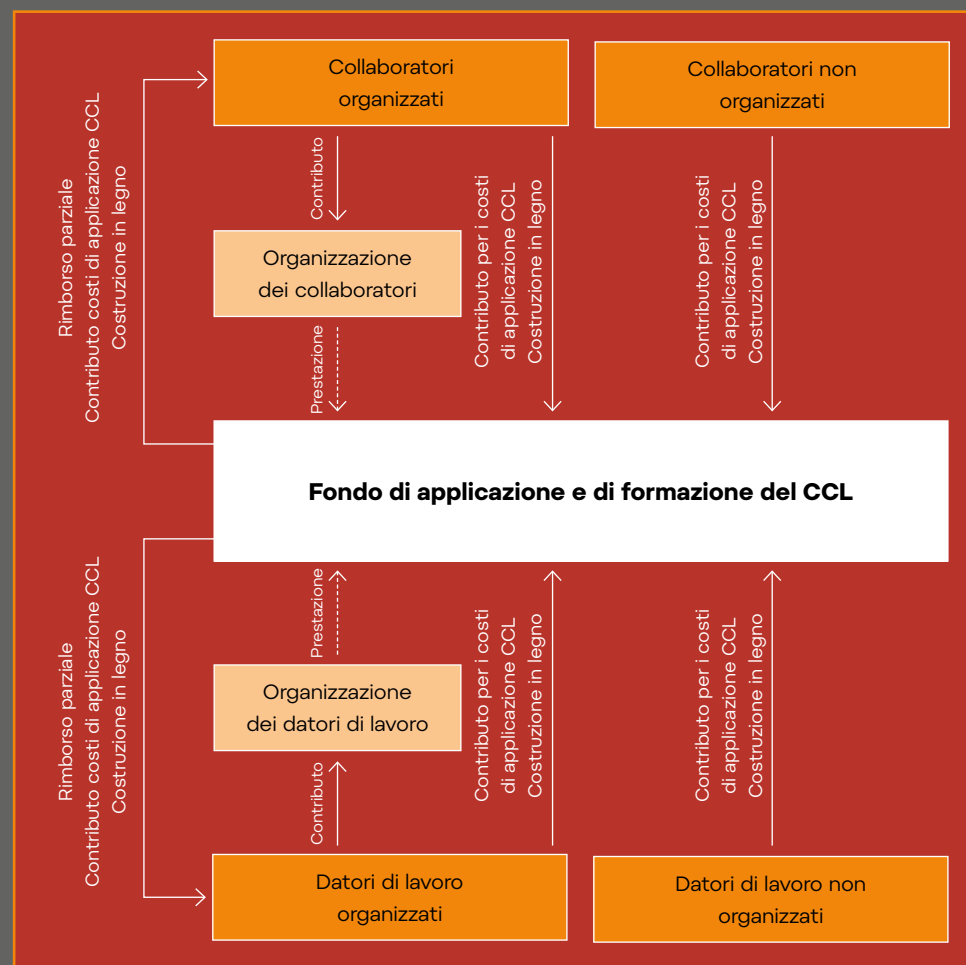 Collaboratori
organizzati
Collaboratori non
organizzati
Rimborso parziale
Contributo costi di applicazione CCL
Costruzione in legno
Contributo
Contributo per i costi
di applicazione CCL
Costruzione in legno
Contributo per i costi
di applicazione CCL
Costruzione in legno
Organizzazione
dei collaboratori
Prestazione
Fondo di applicazione e di formazione del CCL
Rimborso parziale
Contributo costi di applicazione CCL
Costruzione in legno
Prestazione
Contributo per i costi
di applicazione CCL
Costruzione in legno
Contributo per i costi
di applicazione CCL
Costruzione in legno
Organizzazione
dei datori di lavoro
Contributo
Datori di lavoro
organizzati
Datori di lavoro non
organizzati